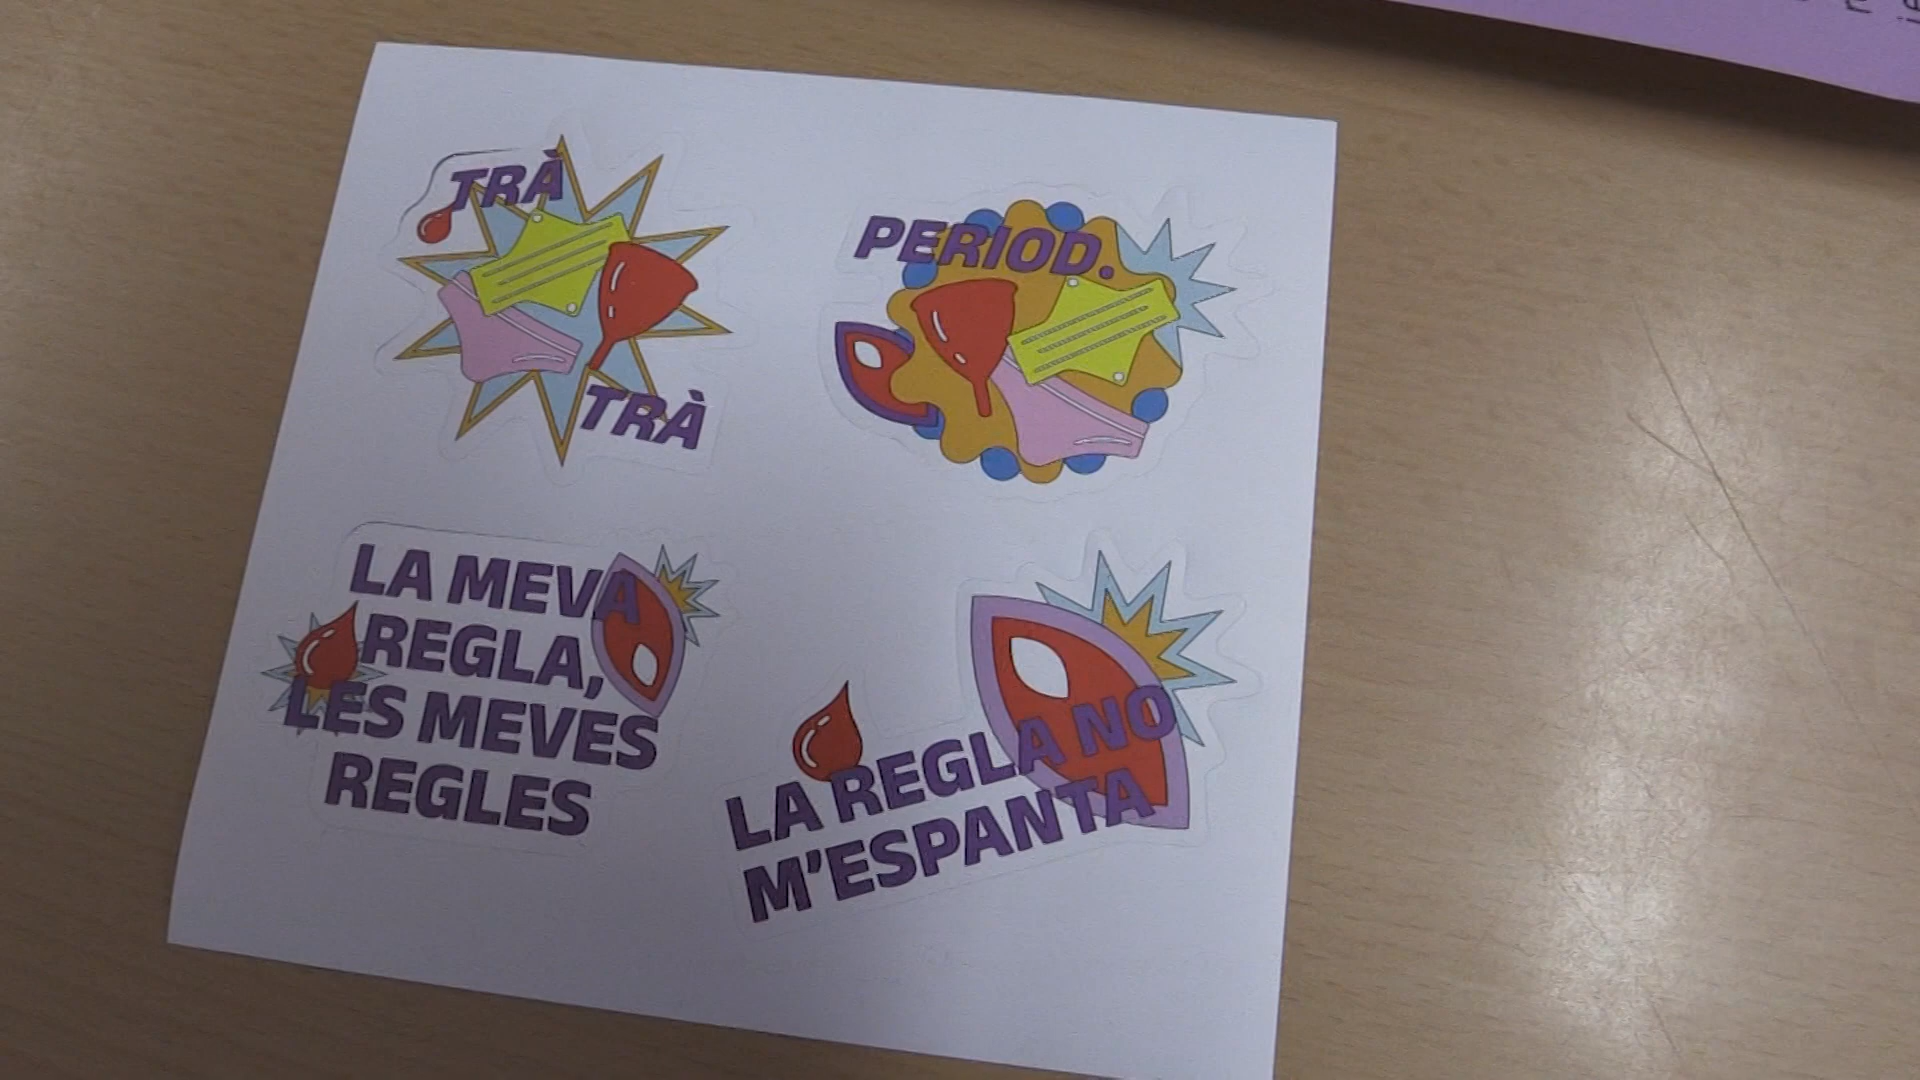 TRÀ
TRÀ
PERIOD.
LA MEVA
REGLA,
LES MEVES
REGLES
LA REGLA NO
M'ESPANTA